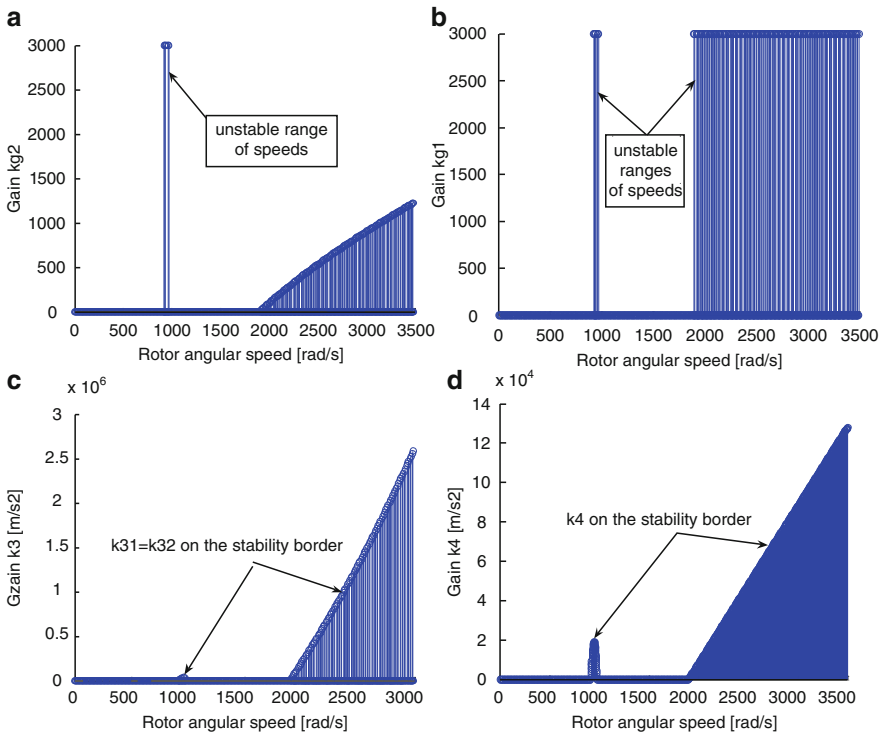 a
3000
2500
2000
1500
1000
500
0
Gain kg2
unstable range
of speeds
0 500 1000 1500 2000 2500 3000 3500
Rotor angular speed [rad/s]
b
3000
2500
2000
1500
1000
500
0
Gain kg1
unstable
ranges
of speeds
0 500 1000 1500 2000 2500 3000 3500
Rotor angular speed [rad/s]
c
x 10⁶
3
2.5
2
1.5
1
0.5
0
Gzain k3 [m/s2]
k31=k32 on the stability border
0 500 1000 1500 2000 2500 3000
Rotor angular speed [rad/s]
d
x 10⁴
14
12
10
8
6
4
2
0
Gain k4 [m/s2]
k4 on the stability border
0 500 1000 1500 2000 2500 3000 3500
Rotor angular speed [rad/s]